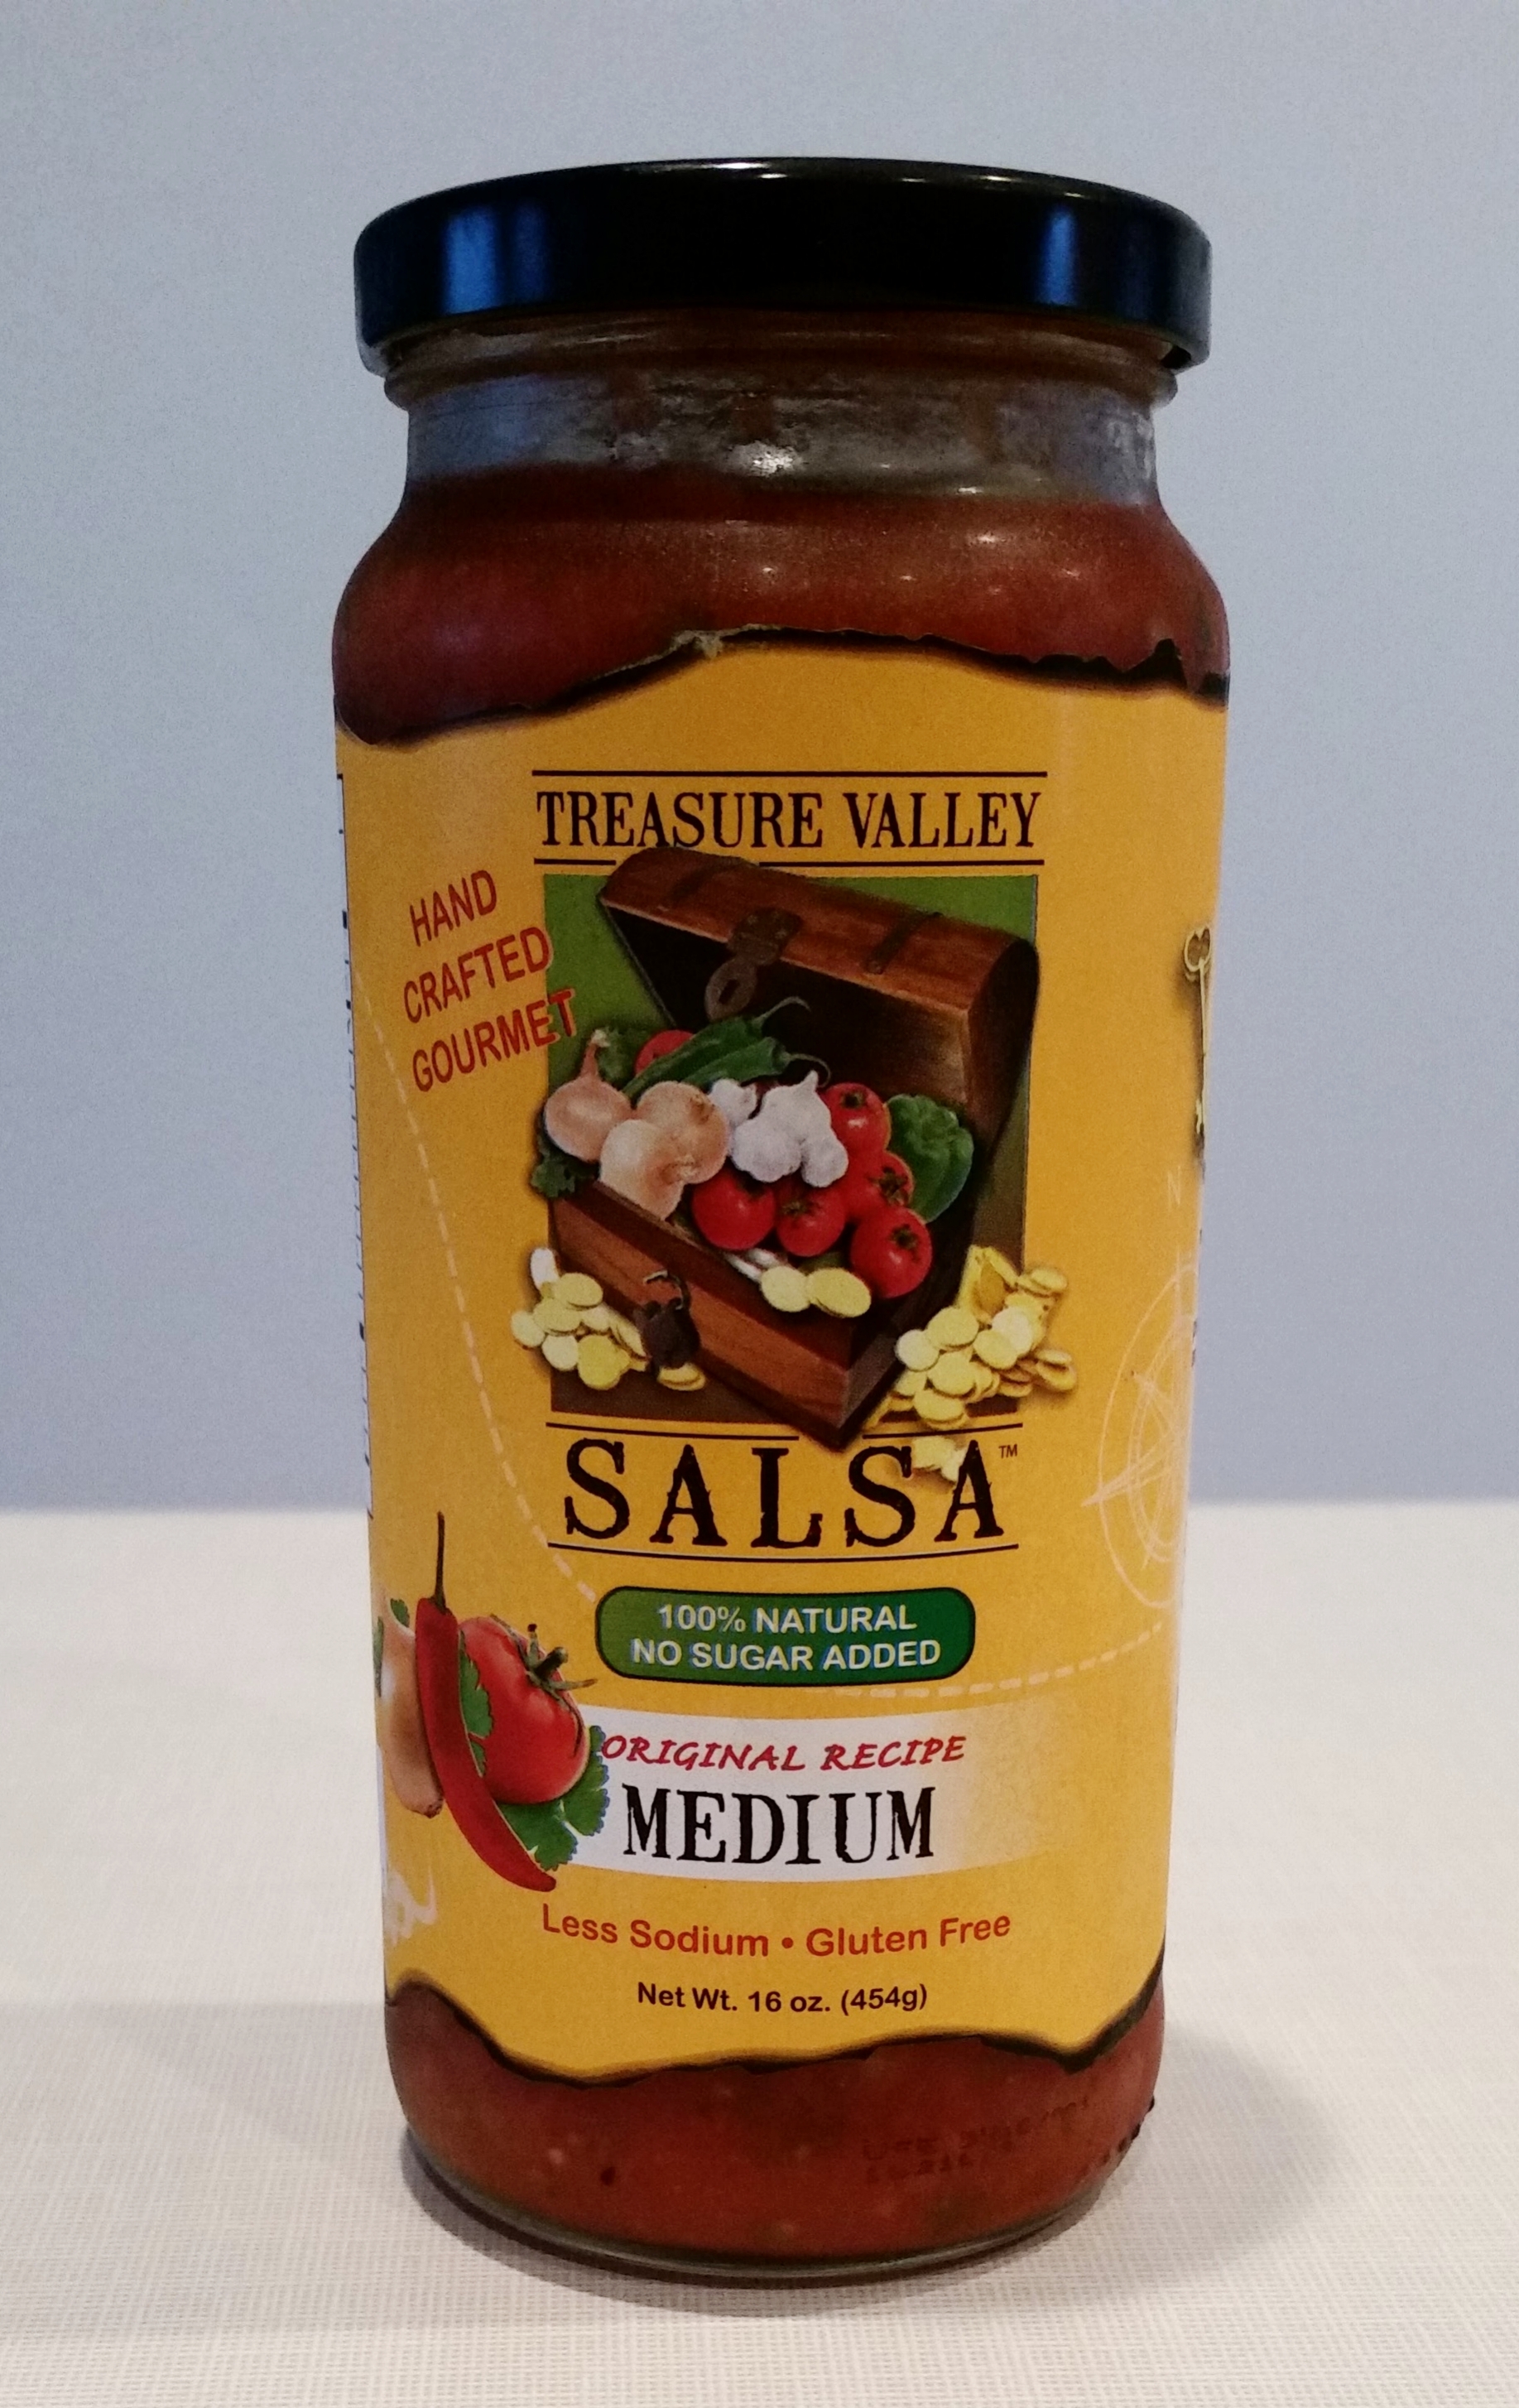 TREASURE VALLEY
HAND
CRAFTED
GOURMET
SALSA™
100% NATURAL
NO SUGAR ADDED
ORIGINAL RECIPE
MEDIUM
Less Sodium • Gluten Free
Net Wt. 16 oz. (454g)
N